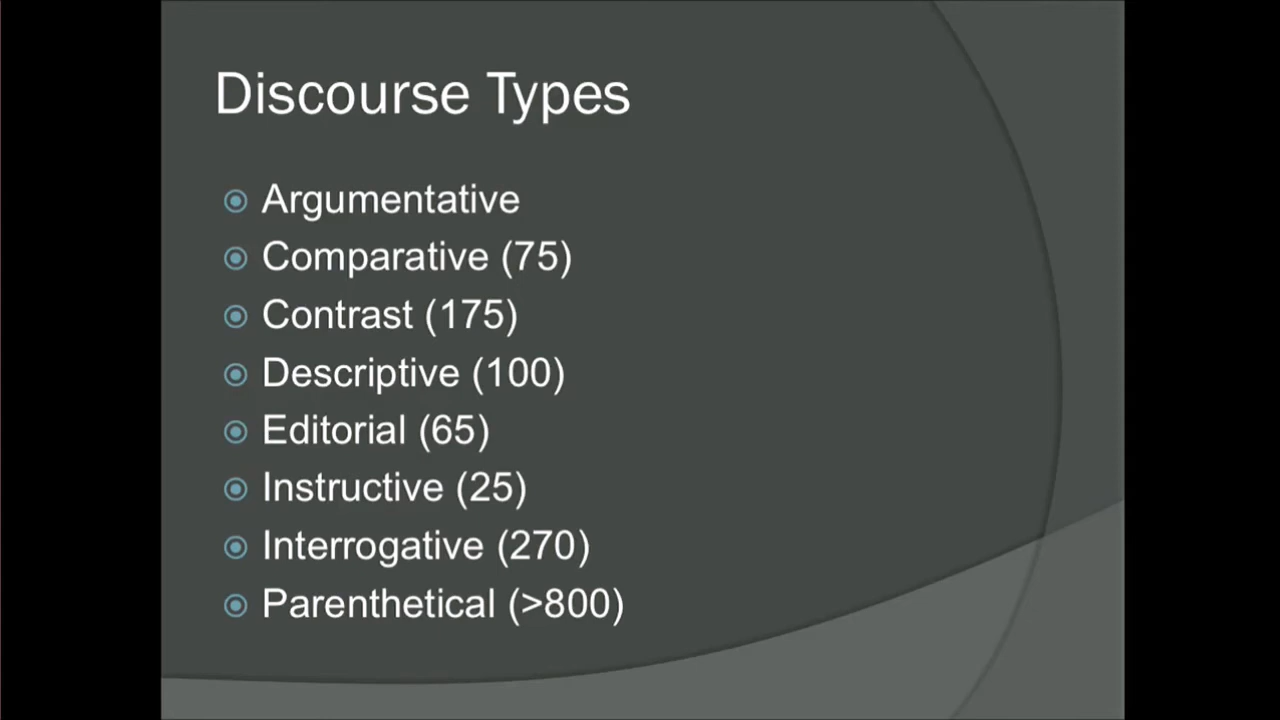 Discourse Types
Argumentative
Comparative (75)
Contrast (175)
Descriptive (100)
Editorial (65)
Instructive (25)
Interrogative (270)
Parenthetical (>800)